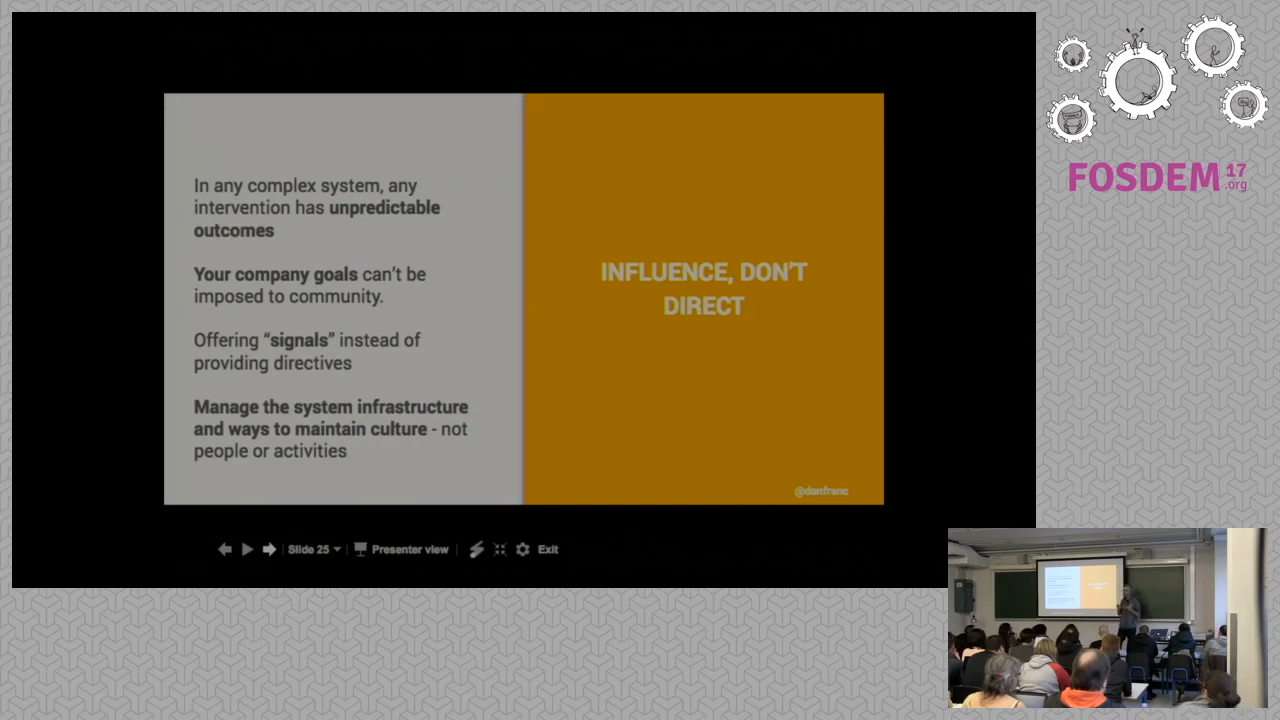 In any complex system, any
intervention has unpredictable
outcomes
Your company goals can't be
imposed to community.
Offering “signals” instead of
providing directives
Manage the system infrastructure
and ways to maintain culture - not
people or activities
INFLUENCE, DON'T
DIRECT
@danfranc
Slide 25
Presenter view
Exit
FOSDEM 17
.org